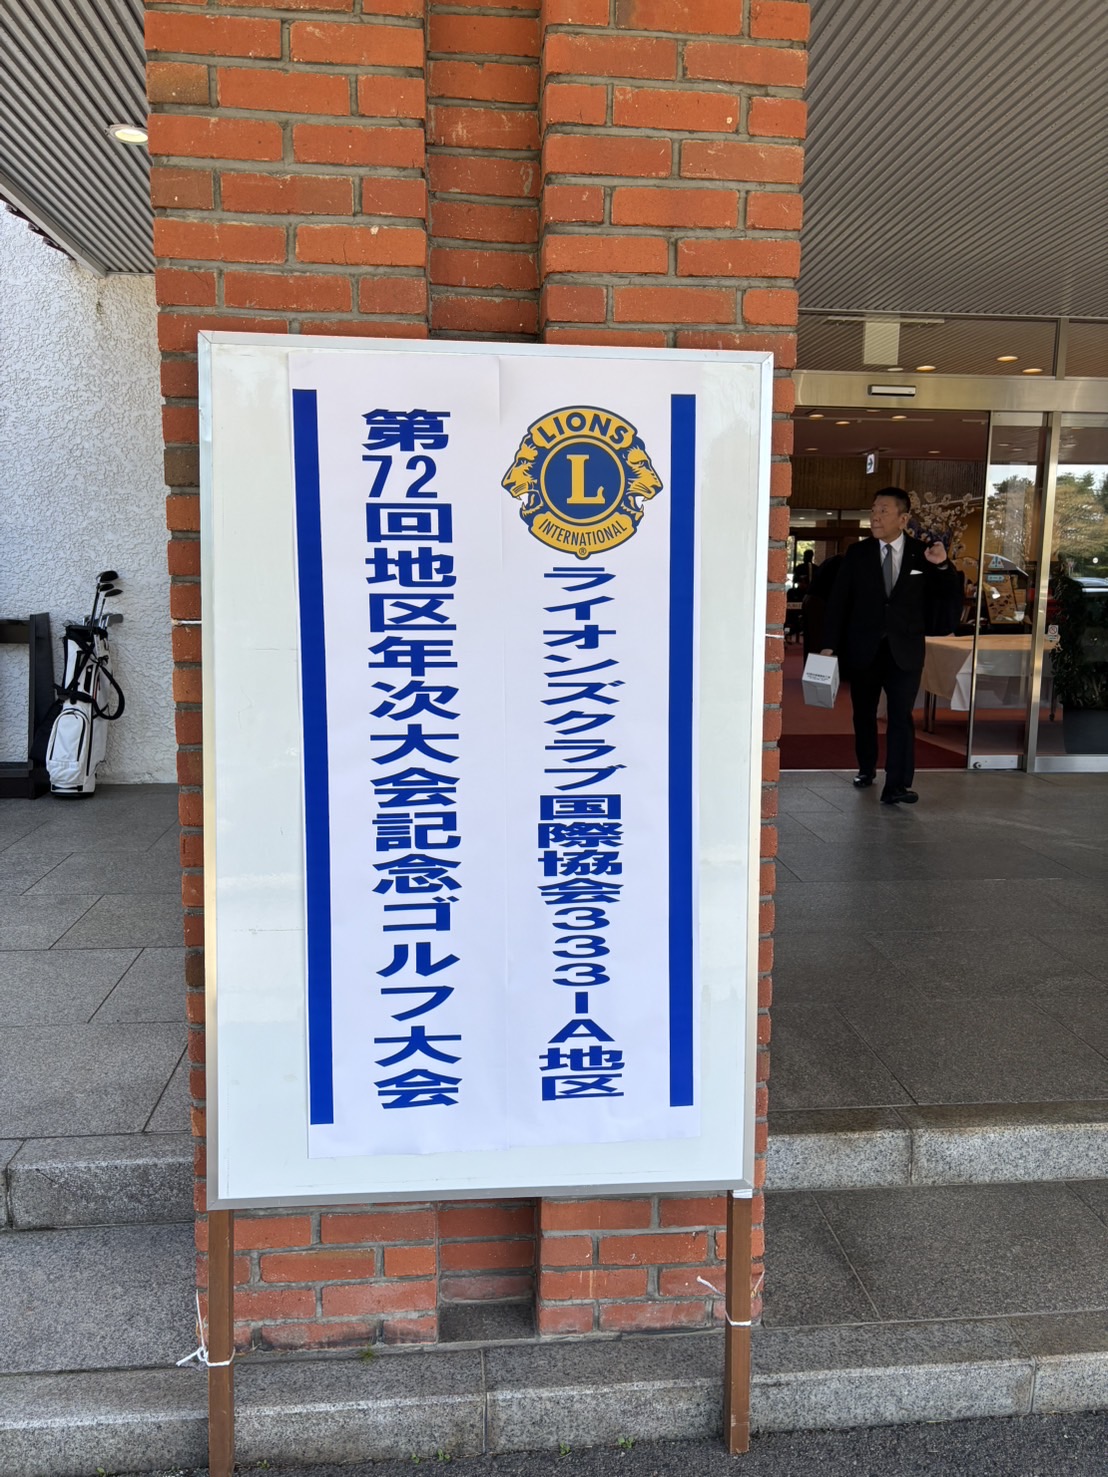 LIONS
L
INTERNATIONAL
®
ライオンズクラブ国際協会333-A地区
第72回地区年次大会記念ゴルフ大会